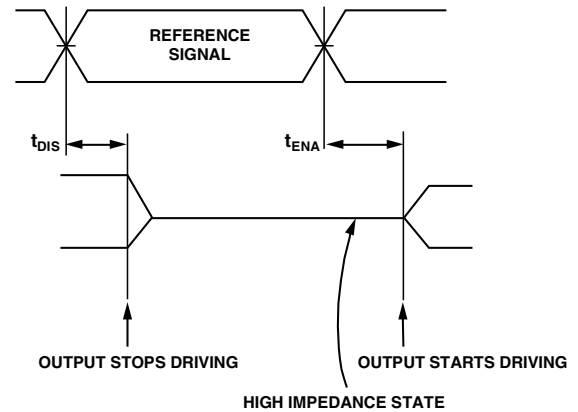 REFERENCE
SIGNAL
tDIS
tENA
OUTPUT STOPS DRIVING
OUTPUT STARTS DRIVING
HIGH IMPEDANCE STATE